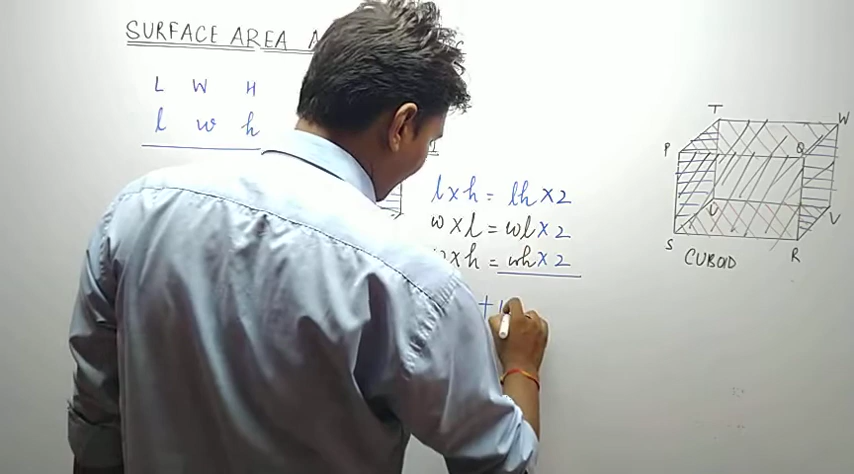 SURFACE AREA
L W H
l w h
l x h = lh x 2
w x l = wl x 2
x h = wh x 2
+
T
W
P
Q
U
V
S
R
CUBOID